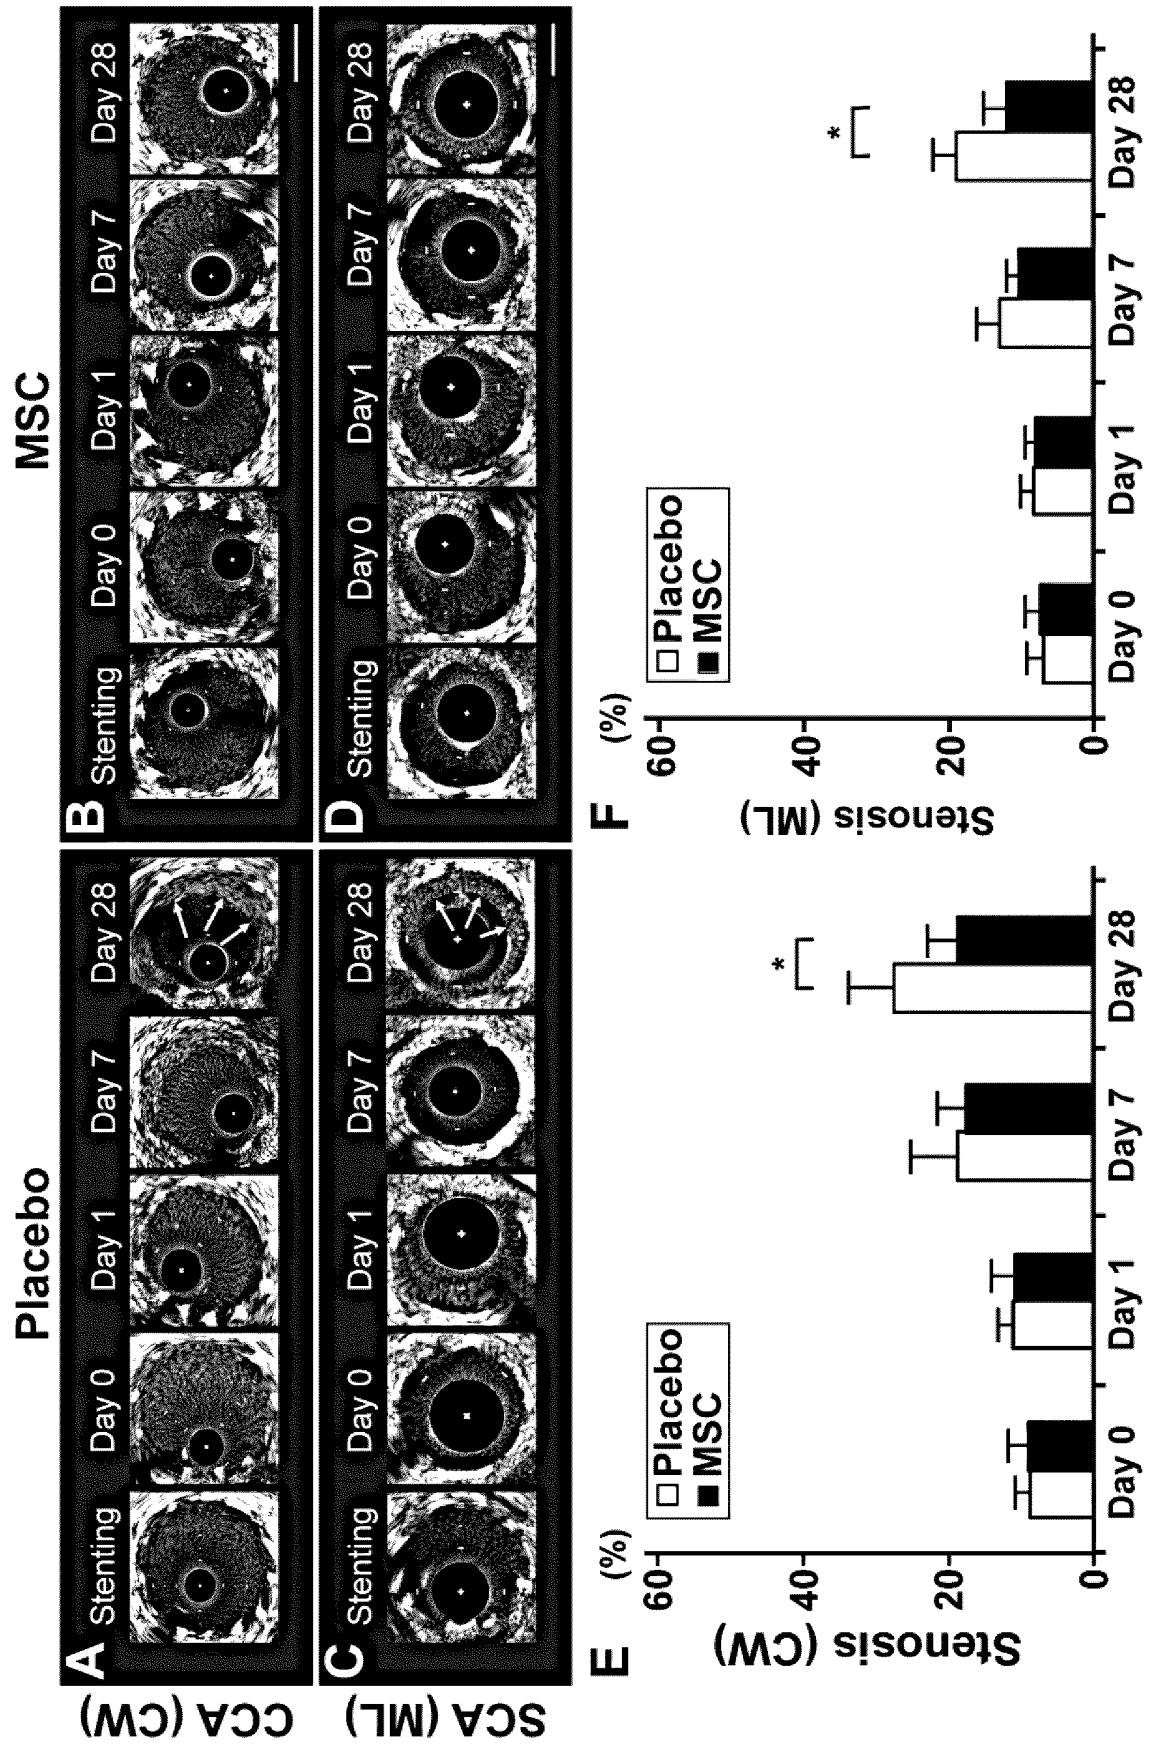 Placebo
MSC
CCA (CW)
A
Stenting Day 0 Day 1 Day 7 Day 28
B
Stenting Day 0 Day 1 Day 7 Day 28
SCA (ML)
C
Stenting Day 0 Day 1 Day 7 Day 28
D
Stenting Day 0 Day 1 Day 7 Day 28
E
(%)
Stenosis (CW)
60
40
20
0
Placebo
MSC
*
Day 0 Day 1 Day 7 Day 28
F
(%)
Stenosis (ML)
60
40
20
0
Placebo
MSC
*
Day 0 Day 1 Day 7 Day 28